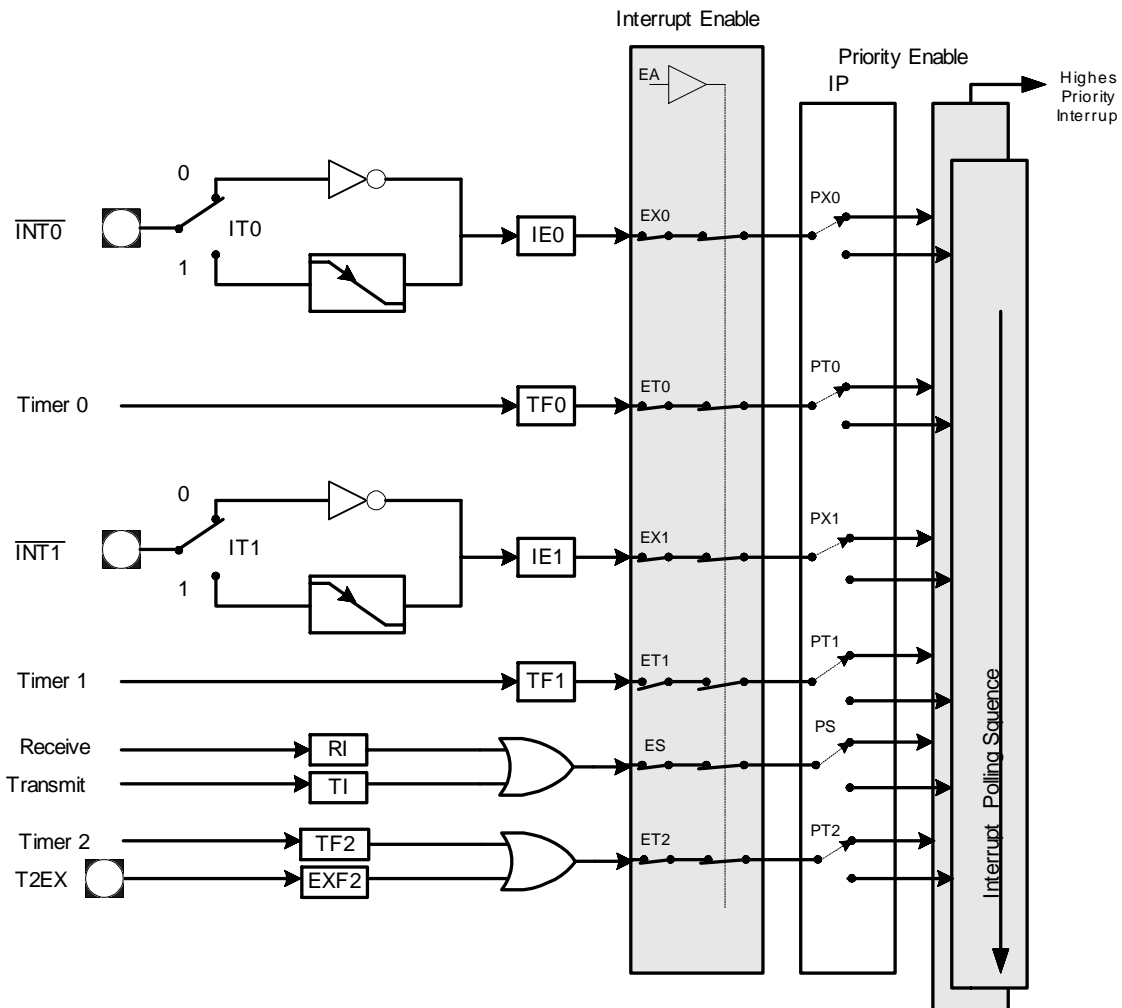 Interrupt Enable
Priority Enable
IP
Highes
Priority
Interrup
EA
0
INT0
IT0
1
IE0
EX0
PX0
Timer 0
TF0
ET0
PT0
0
INT1
IT1
1
IE1
EX1
PX1
Timer 1
TF1
ET1
PT1
Receive
RI
Transmit
TI
ES
PS
Timer 2
TF2
T2EX
EXF2
ET2
PT2
Interrupt Polling Squence